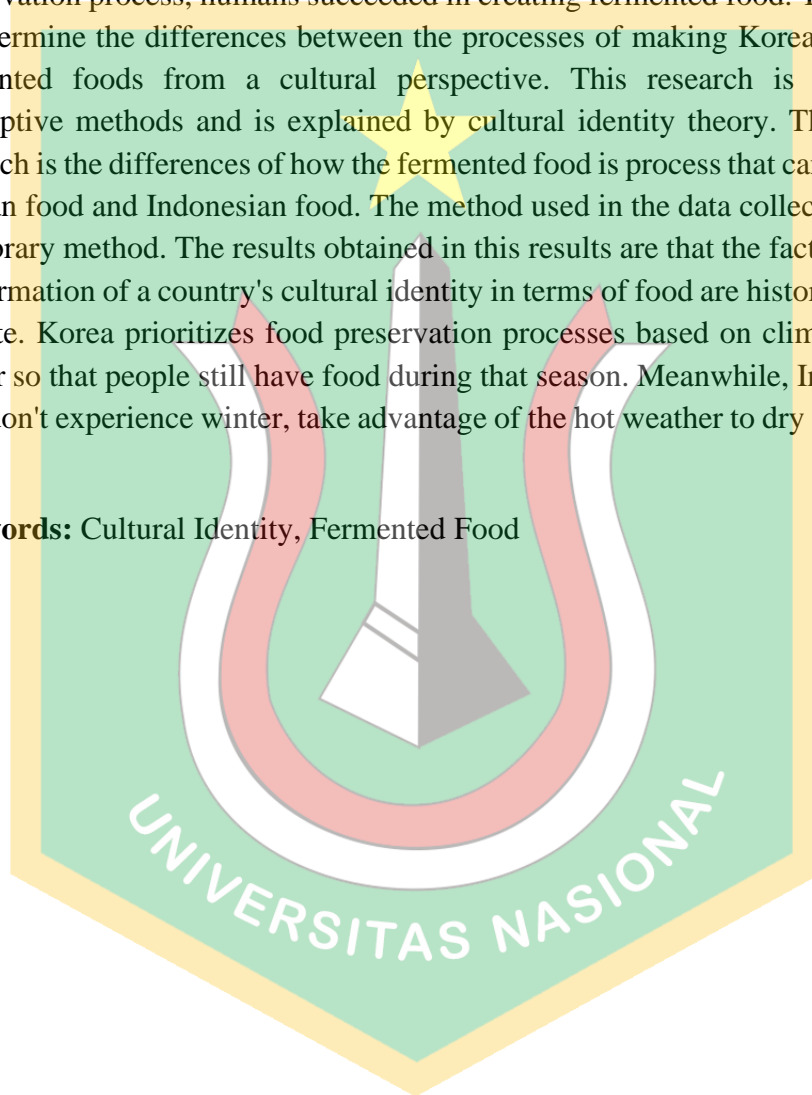 vation process, humans succeeded in creating fermented food.
ermine the differences between the processes of making Korea
nted foods from a cultural perspective. This research is
ptive methods and is explained by cultural identity theory.
ch is the differences of how the fermented food is process that
n food and Indonesian food. The method used in the data collec
rary method. The results obtained in this results are that the fact
rmation of a country's cultural identity in terms of food are histor
te. Korea prioritizes food preservation processes based on clim
r so that people still have food during that season. Meanwhile,
on't experience winter, take advantage of the hot weather to dry
ords: Cultural Identity, Fermented Food
UNIVERSITAS NASIONAL